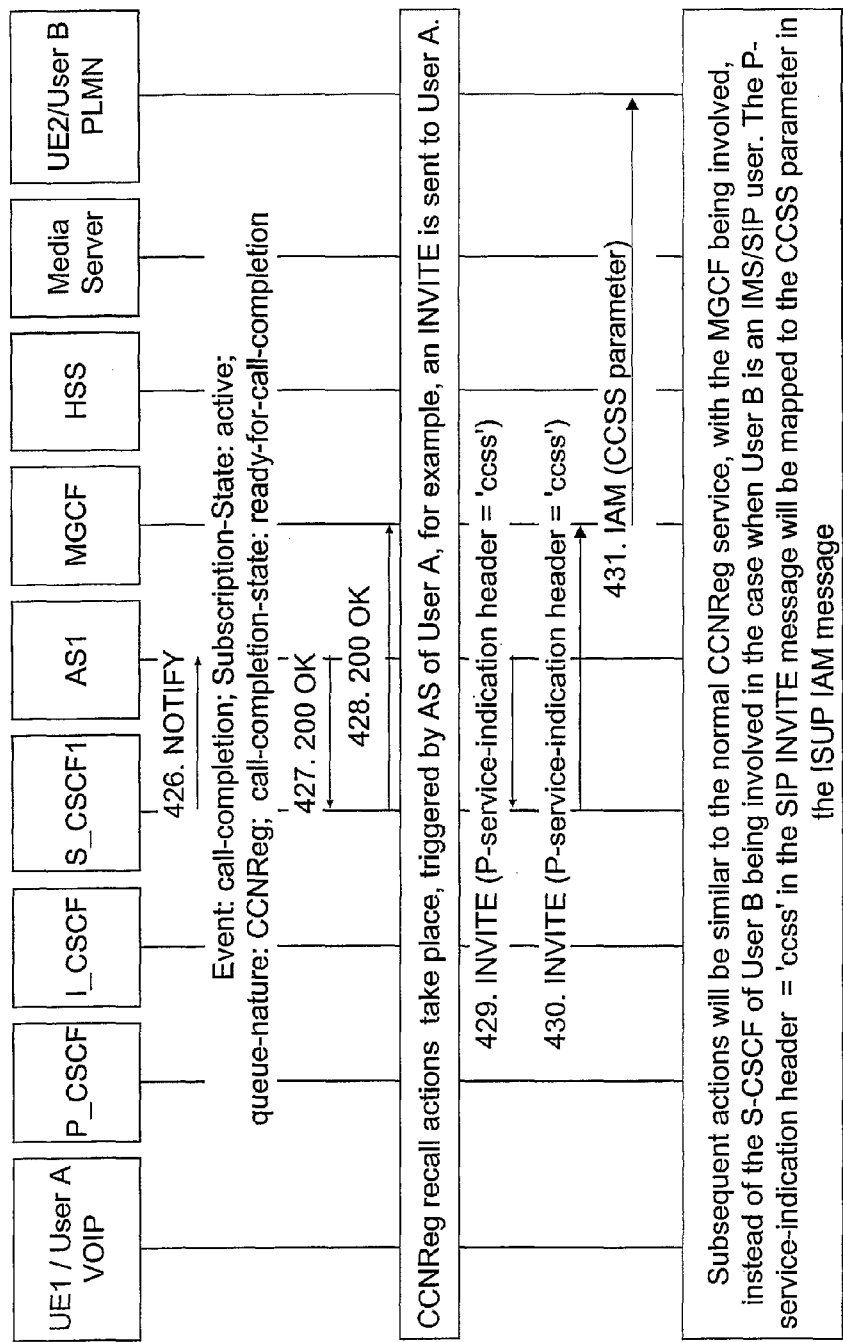 UE1 / User A
VOIP
P_CSCF
I_CSCF
S_CSCF1
AS1
MGCF
HSS
Media
Server
UE2/User B
PLMN
426. NOTIFY
Event: call-completion; Subscription-State: active;
queue-nature: CCNReg; call-completion-state: ready-for-call-completion
427. 200 OK
428. 200 OK
CCNReg recall actions take place, triggered by AS of User A, for example, an INVITE is sent to User A.
429. INVITE (P-service-indication header = 'ccss')
430. INVITE (P-service-indication header = 'ccss')
431. IAM (CCSS parameter)
Subsequent actions will be similar to the normal CCNReg service, with the MGCF being involved,
instead of the S-CSCF of User B being involved in the case when User B is an IMS/SIP user. The P-
service-indication header = 'ccss' in the SIP INVITE message will be mapped to the CCSS parameter in
the ISUP IAM message